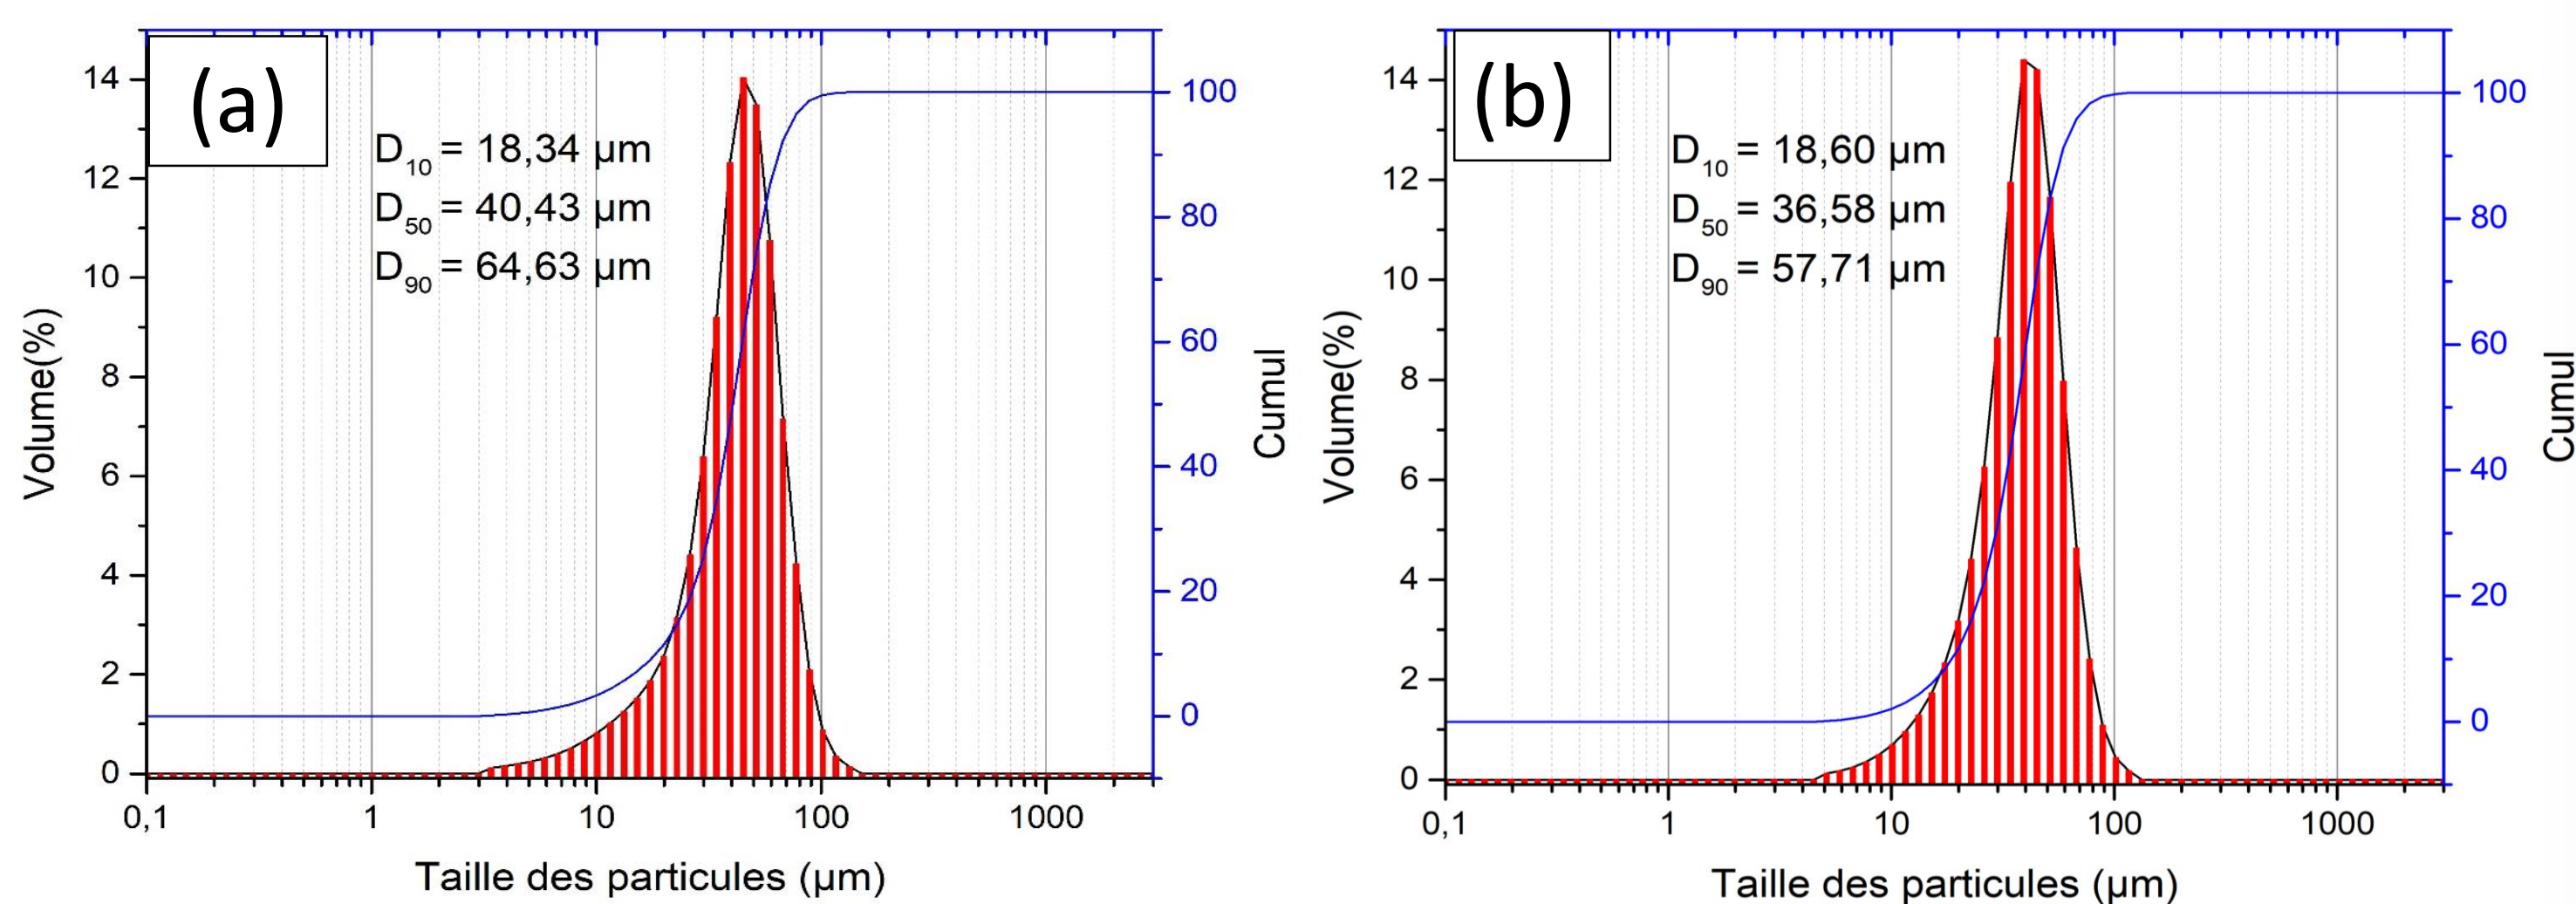 (a)
D10 = 18,34 µm
D50 = 40,43 µm
D90 = 64,63 µm
Volume(%)
14
12
10
8
6
4
2
0
100
80
60
40
20
0
Cumul
0,1 1 10 100 1000
Taille des particules (µm)
(b)
D10 = 18,60 µm
D50 = 36,58 µm
D90 = 57,71 µm
Volume(%)
14
12
10
8
6
4
2
0
100
80
60
40
20
0
Cumul
0,1 1 10 100 1000
Taille des particules (µm)